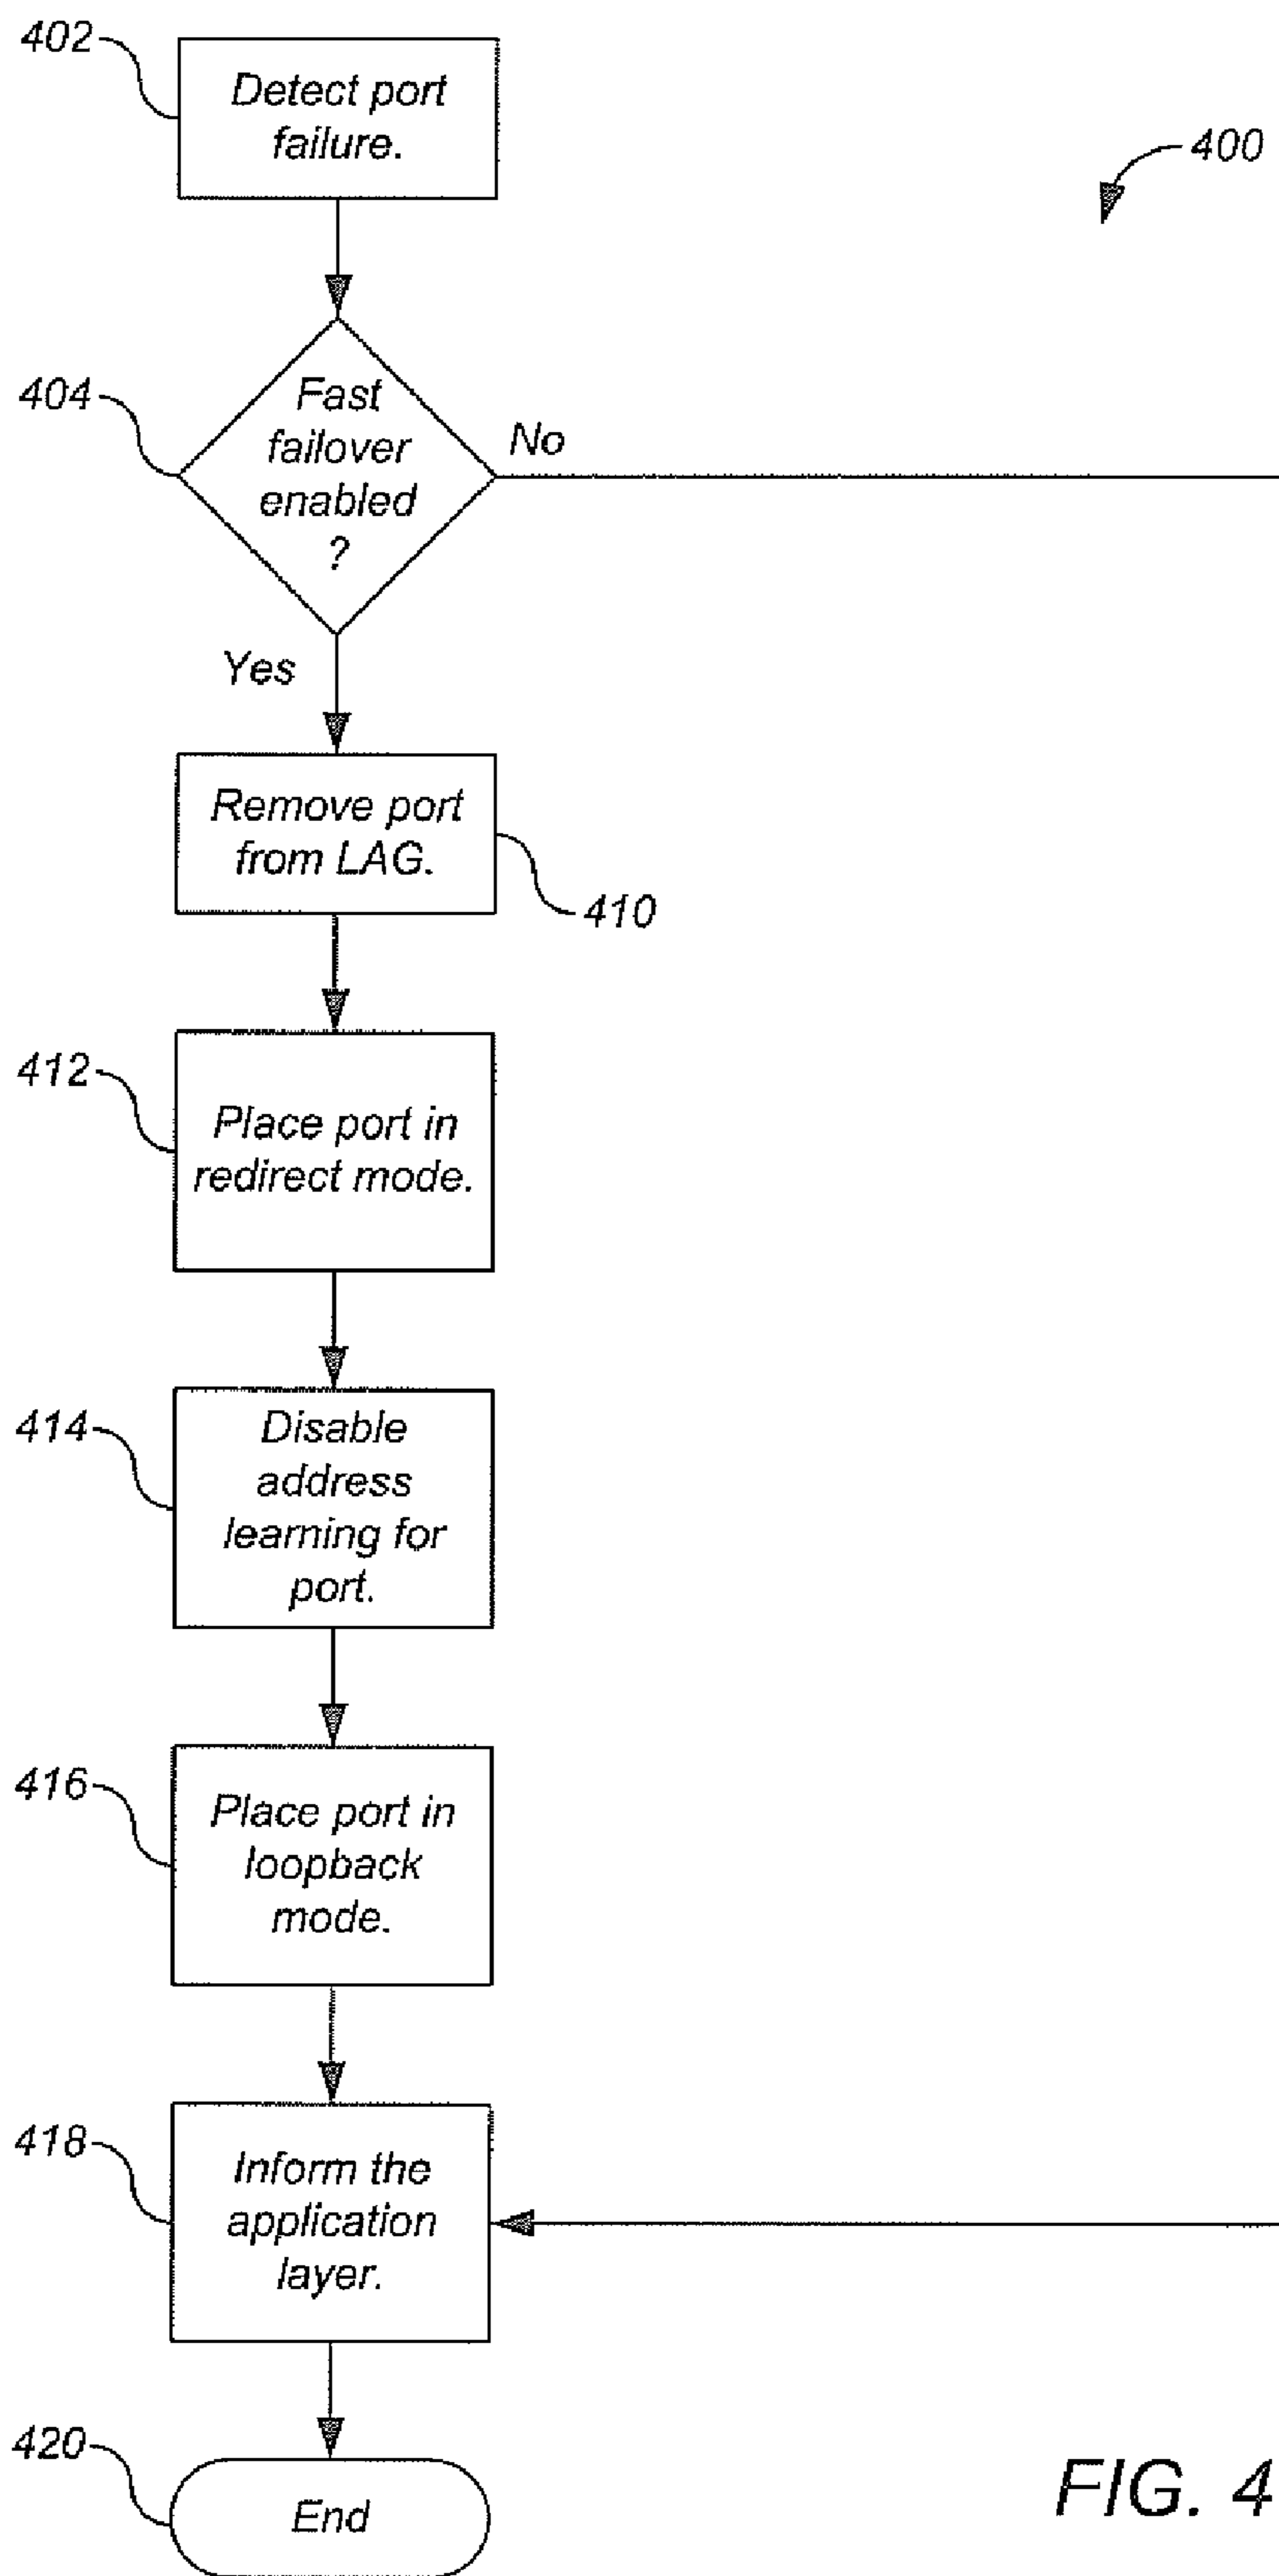 402
Detect port
failure.
400
404
Fast
failover
enabled
?
No
Yes
Remove port
from LAG.
410
412
Place port in
redirect mode.
414
Disable
address
learning for
port.
416
Place port in
loopback
mode.
418
Inform the
application
layer.
420
End
FIG. 4